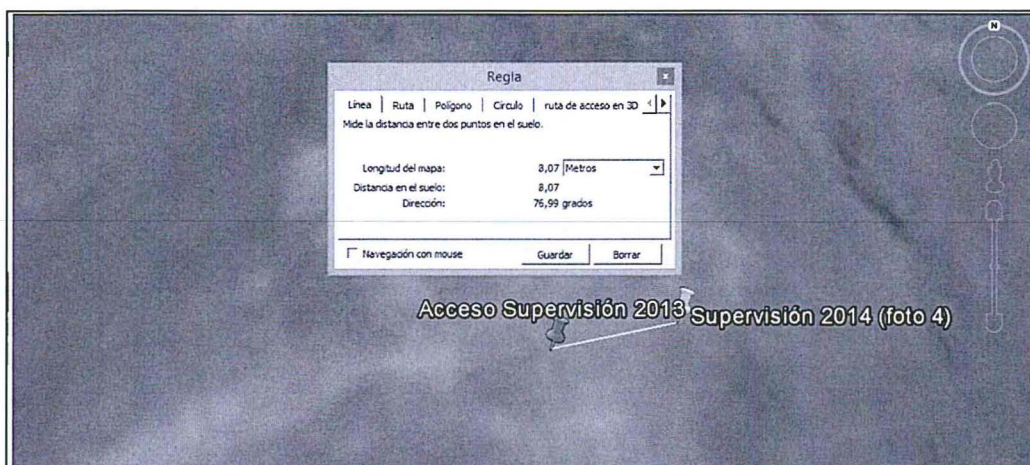 N
Regla
x
Línea Ruta Polígono Círculo ruta de acceso en 3D
Mide la distancia entre dos puntos en el suelo.
Longitud del mapa: 8,07 Metros
Distancia en el suelo: 8,07
Dirección: 76,99 grados
Navegación con mouse Guardar Borrar
Acceso Supervisión 2013
Supervisión 2014 (foto 4)